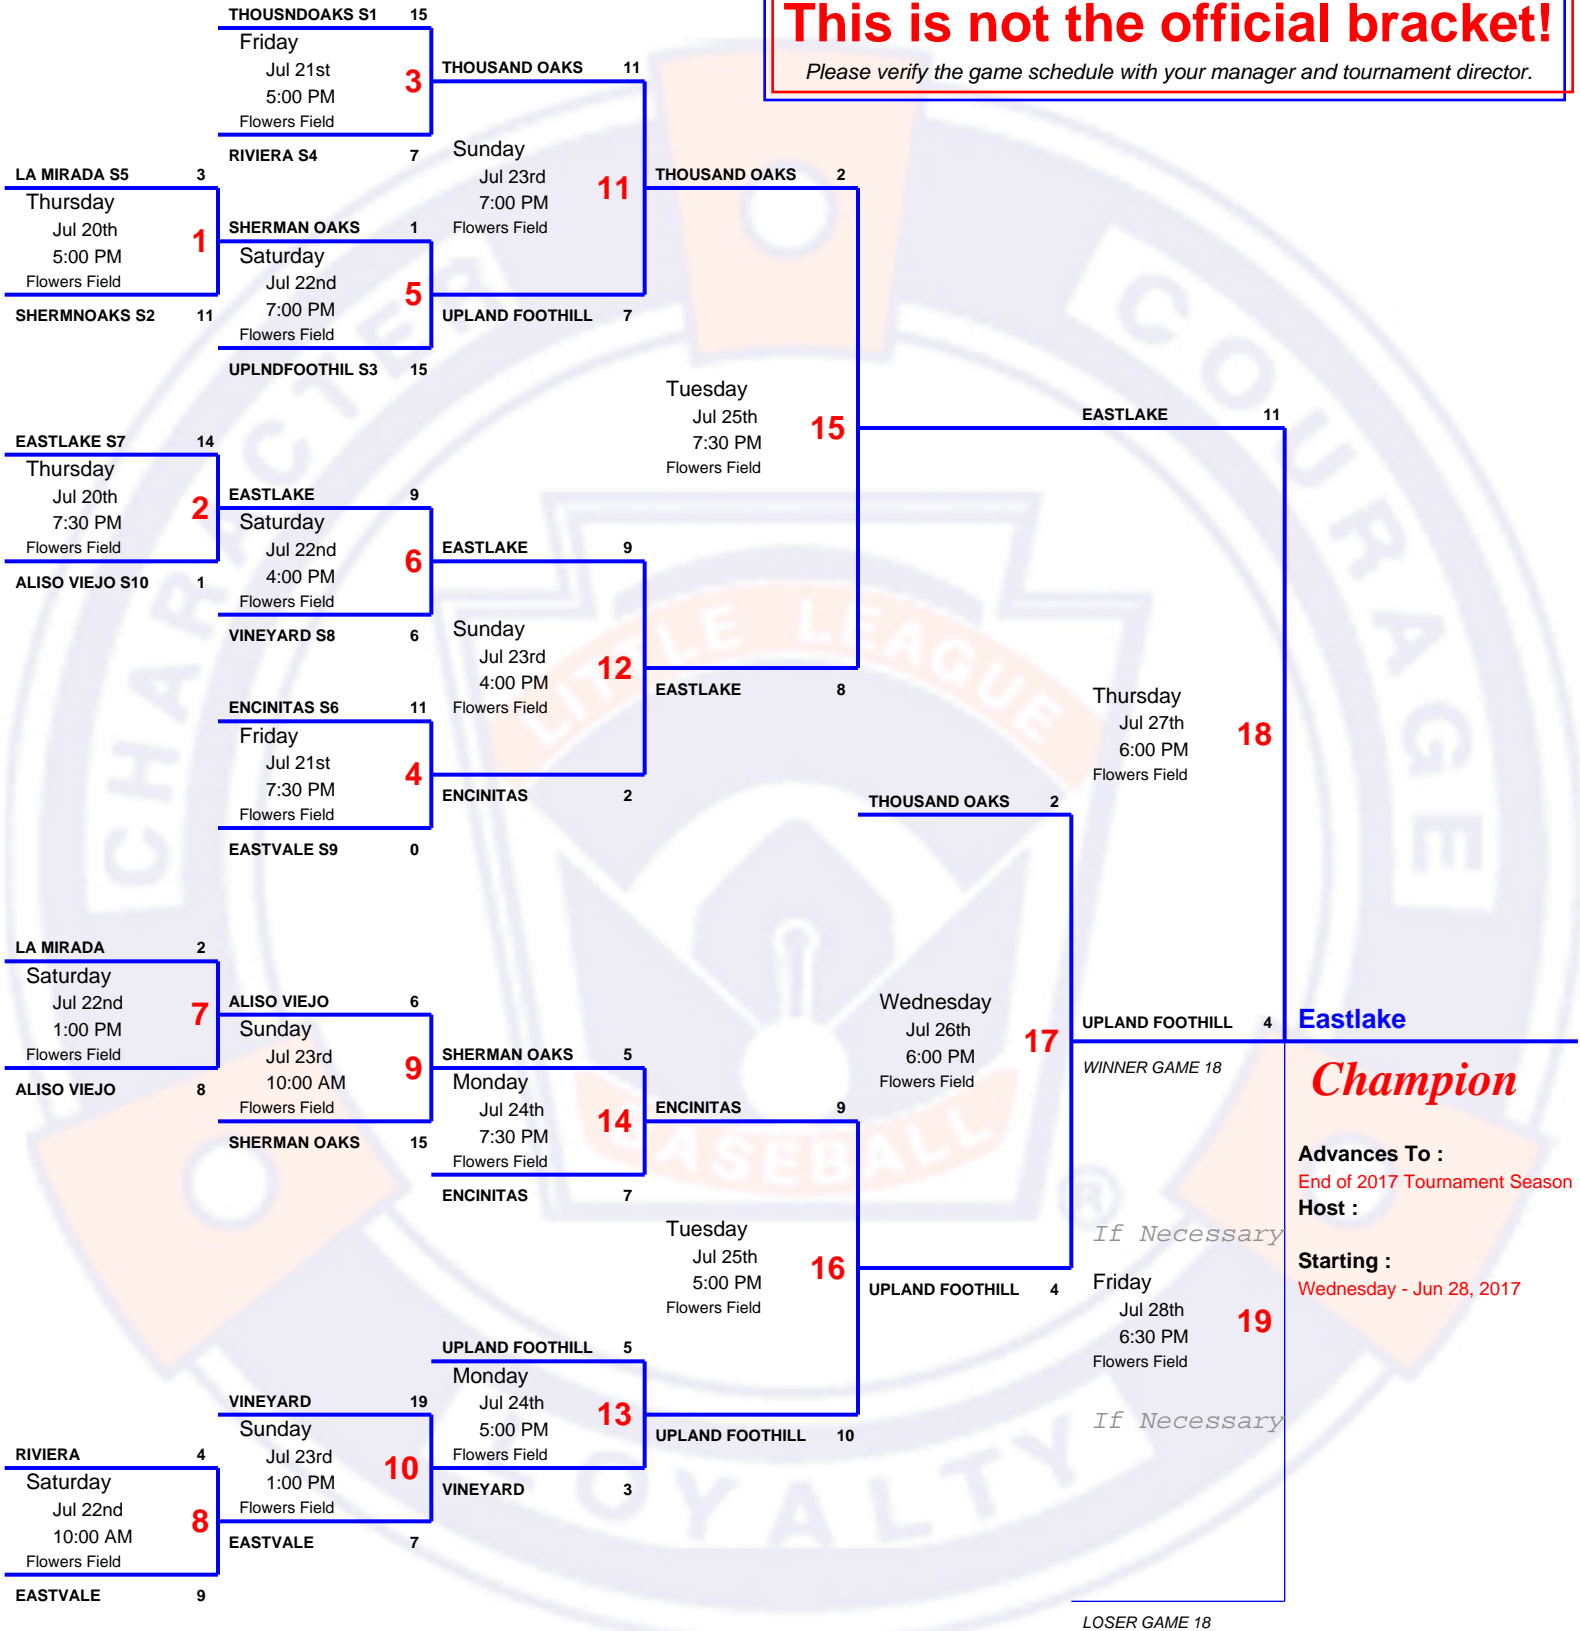 This is not the official bracket!
Please verify the game schedule with your manager and tournament director.
THOUSNDOAKS S1 15
Friday
Jul 21st
5:00 PM
Flowers Field
3
RIVIERA S4 7
LA MIRADA S5 3
Thursday
Jul 20th
5:00 PM
Flowers Field
1
SHERMNOAKS S2 11
SHERMAN OAKS 1
Saturday
Jul 22nd
7:00 PM
Flowers Field
5
UPLNDFOOTHIL S3 15
THOUSAND OAKS 11
Sunday
Jul 23rd
7:00 PM
Flowers Field
11
UPLAND FOOTHILL 7
EASTLAKE S7 14
Thursday
Jul 20th
7:30 PM
Flowers Field
2
ALISO VIEJO S10 1
EASTLAKE 9
Saturday
Jul 22nd
4:00 PM
Flowers Field
6
VINEYARD S8 6
ENCINITAS S6 11
Friday
Jul 21st
7:30 PM
Flowers Field
4
EASTVALE S9 0
EASTLAKE 9
Sunday
Jul 23rd
4:00 PM
Flowers Field
12
ENCINITAS 2
THOUSAND OAKS 2
Tuesday
Jul 25th
7:30 PM
Flowers Field
15
EASTLAKE 8
EASTLAKE 11
Thursday
Jul 27th
6:00 PM
Flowers Field
18
UPLAND FOOTHILL 4
LA MIRADA 2
Saturday
Jul 22nd
1:00 PM
Flowers Field
7
ALISO VIEJO 8
ALISO VIEJO 6
Sunday
Jul 23rd
10:00 AM
Flowers Field
9
SHERMAN OAKS 15
SHERMAN OAKS 5
Monday
Jul 24th
7:30 PM
Flowers Field
14
ENCINITAS 7
RIVIERA 4
Saturday
Jul 22nd
10:00 AM
Flowers Field
8
EASTVALE 9
VINEYARD 19
Sunday
Jul 23rd
1:00 PM
Flowers Field
10
EASTVALE 7
UPLAND FOOTHILL 5
Monday
Jul 24th
5:00 PM
Flowers Field
13
VINEYARD 3
ENCINITAS 9
Tuesday
Jul 25th
5:00 PM
Flowers Field
16
UPLAND FOOTHILL 10
THOUSAND OAKS 2
Wednesday
Jul 26th
6:00 PM
Flowers Field
17
UPLAND FOOTHILL 4
WINNER GAME 18
If Necessary
Friday
Jul 28th
6:30 PM
Flowers Field
19
If Necessary
LOSER GAME 18
Eastlake
Champion
Advances To :
End of 2017 Tournament Season
Host :
Starting :
Wednesday - Jun 28, 2017
CHARACTER
COURAGE
LOYALTY
LITTLE LEAGUE
BASEBALL
®